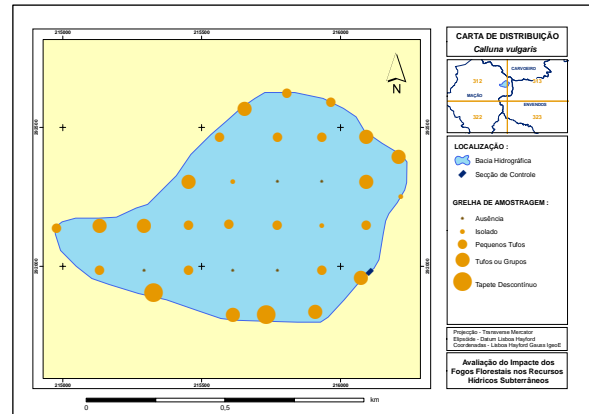 215000
215500
216000
CARTA DE DISTRIBUIÇÃO
Calluna vulgaris
CARVOEIRO
312
313
MAÇÃO
ENVENDOS
322
323
N
LOCALIZAÇÃO :
Bacia Hidrográfica
Secção de Controle
GRELHA DE AMOSTRAGEM :
Ausência
Isolado
Pequenos Tufos
Tufos ou Grupos
Tapete Descontínuo
Projecção - Transverse Mercator
Elipsóide - Datum Lisboa Hayford
Coordenadas - Lisboa Hayford Gauss IgeoE
Avaliação do Impacte dos
Fogos Florestais nos Recursos
Hídricos Subterrâneos
215000
215500
216000
km
0
0,5